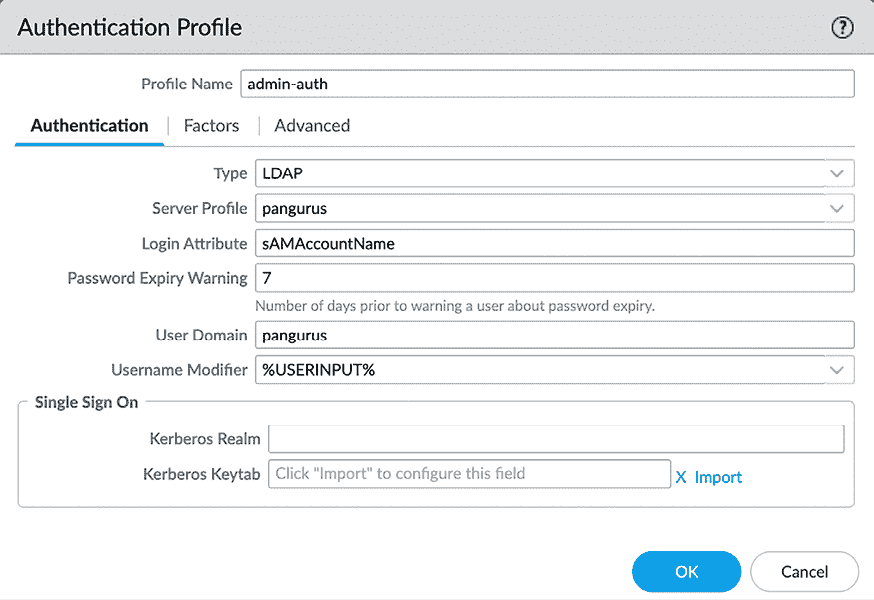 Authentication Profile ?
Profile Name admin-auth
Authentication Factors Advanced
Type LDAP
Server Profile pangurus
Login Attribute sAMAccountName
Password Expiry Warning 7
Number of days prior to warning a user about password expiry.
User Domain pangurus
Username Modifier %USERINPUT%
Single Sign On
Kerberos Realm
Kerberos Keytab Click "Import" to configure this field X Import
OK Cancel